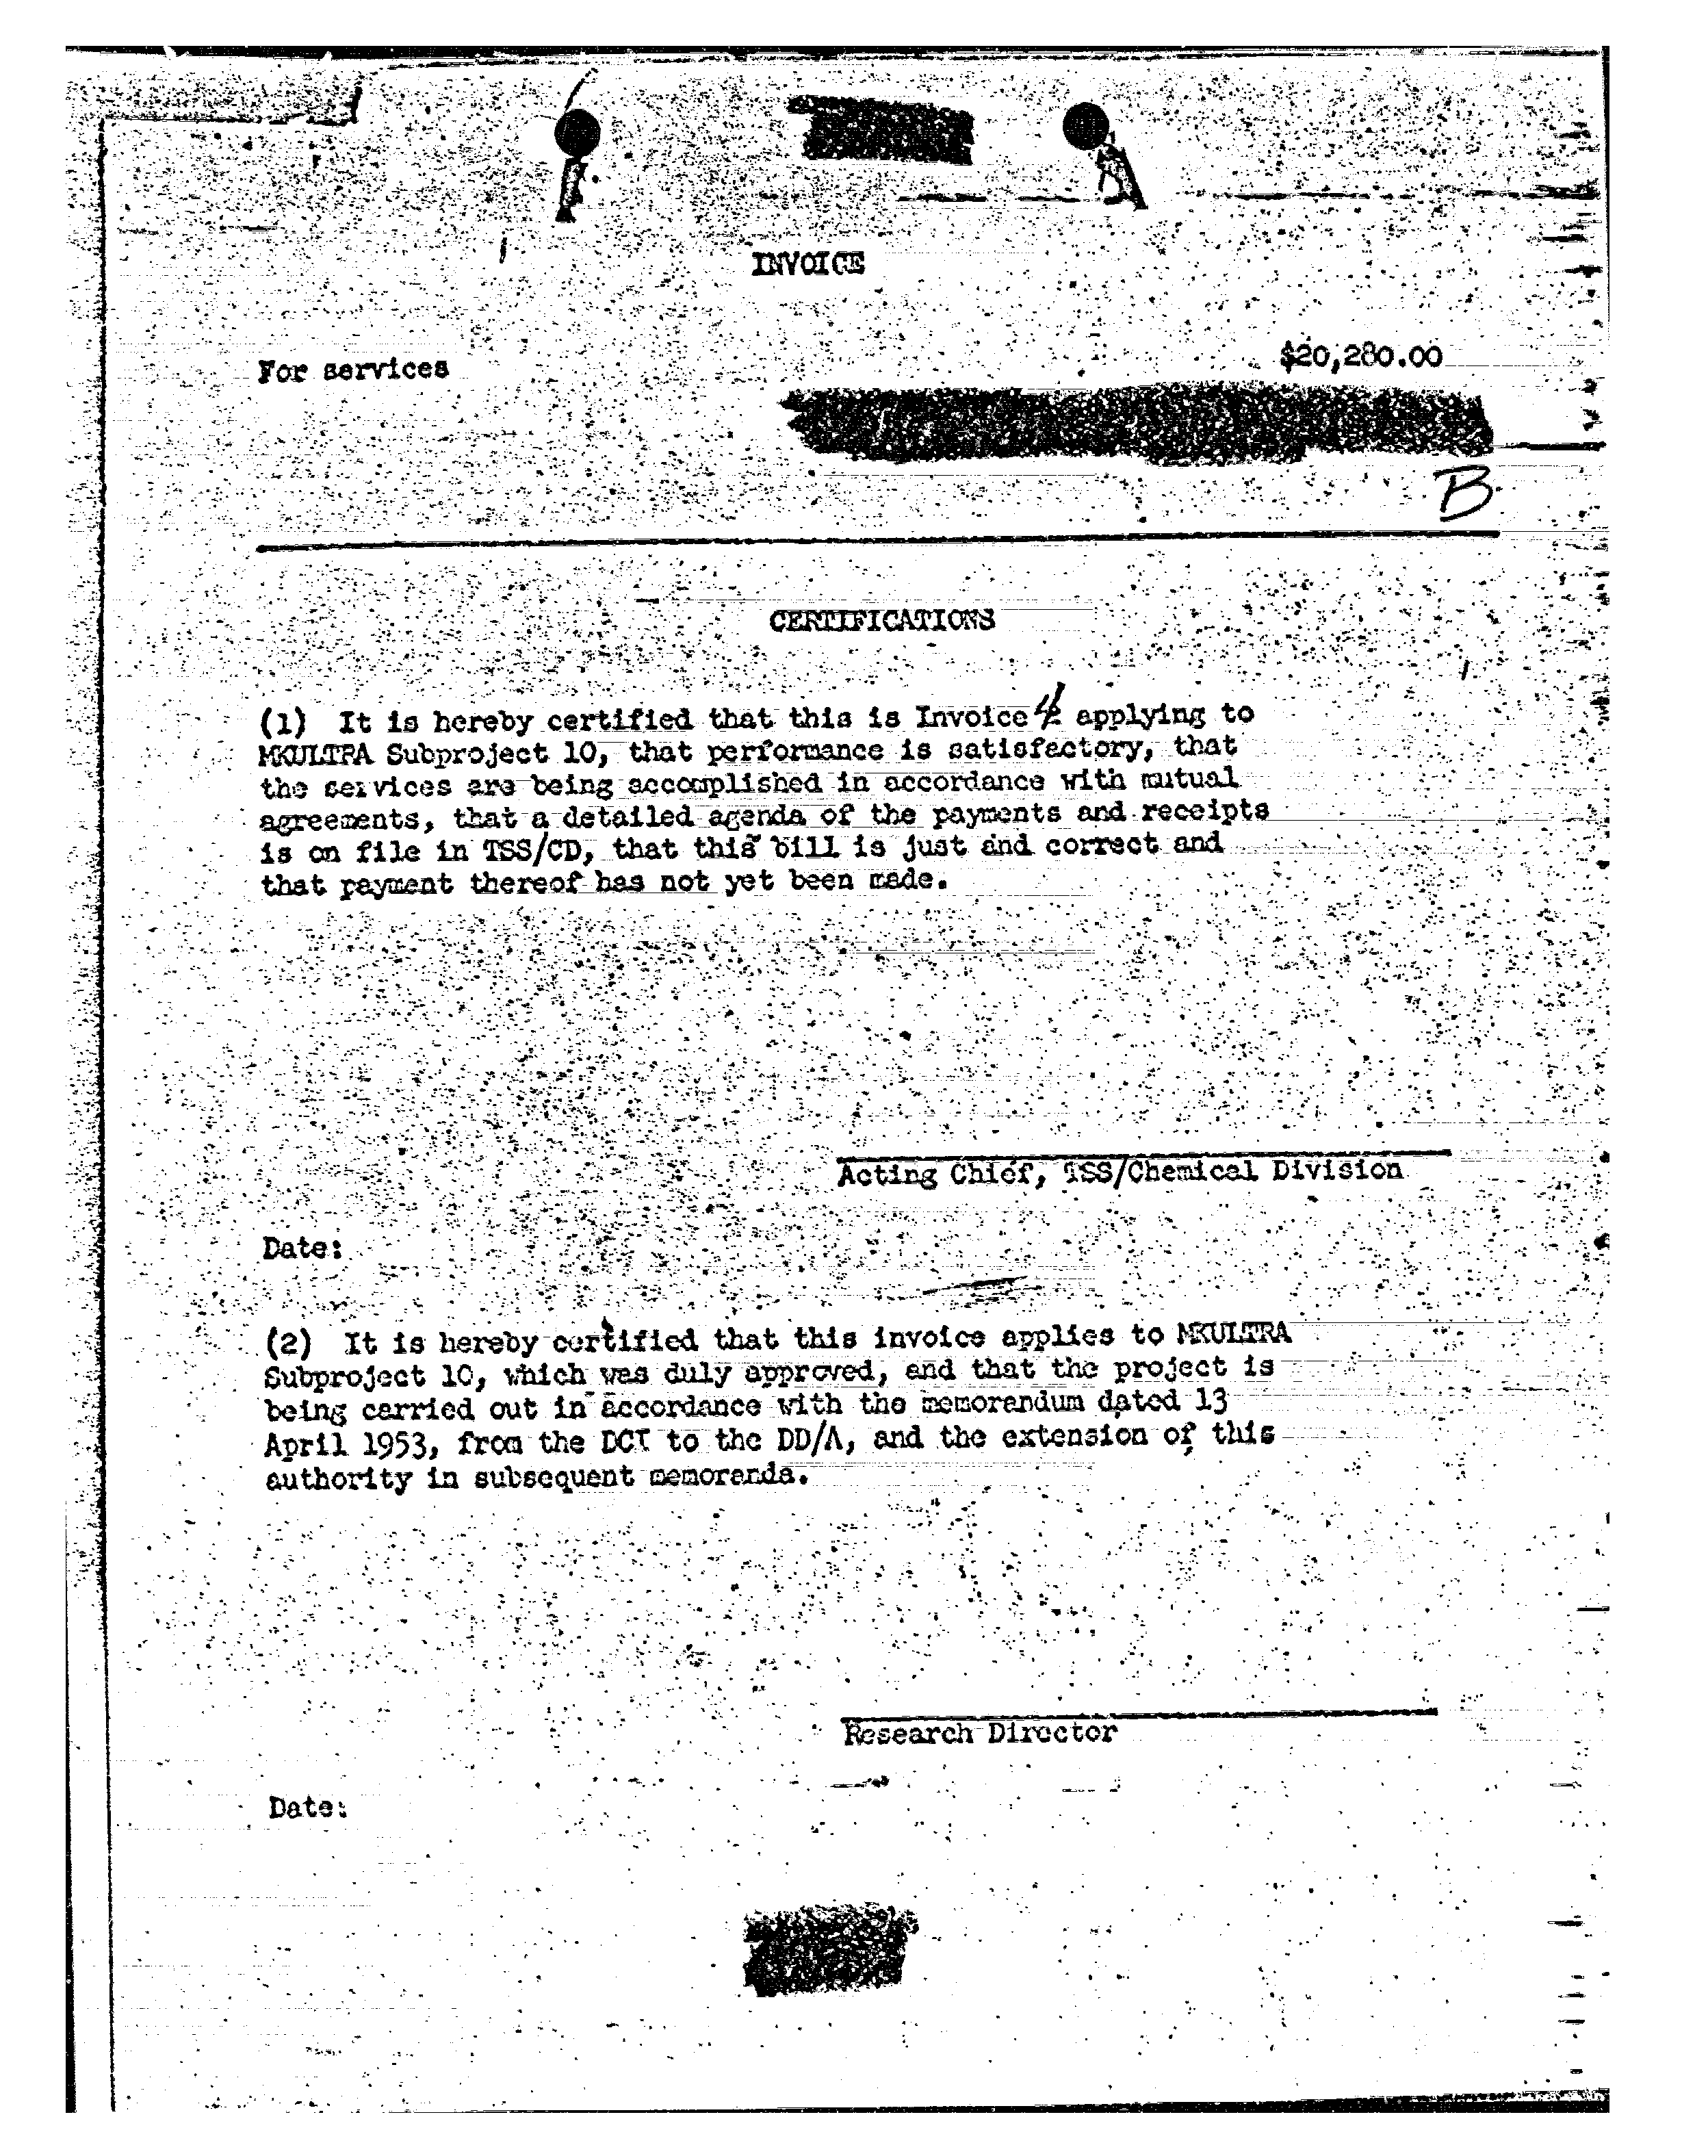 INVOICE
For services
$20,280.00
B
CERTIFICATIONS
(1) It is hereby certified that this is Invoice applying to
MKULTRA Subproject 10, that performance is satisfactory, that
the services are being accomplished in accordance with mutual
agreements, that a detailed agenda of the payments and receipts
is on file in TSS/CD, that this bill is just and correct and
that payment thereof has not yet been made.
Acting Chief, TSS/Chemical Division
Date:
(2) It is hereby certified that this invoice applies to MKULTRA
Subproject 10, which was duly approved, and that the project is
being carried out in accordance with the memorandum dated 13
April 1953, from the DCI to the DD/A, and the extension of this
authority in subsequent memoranda.
Research Director
Date: